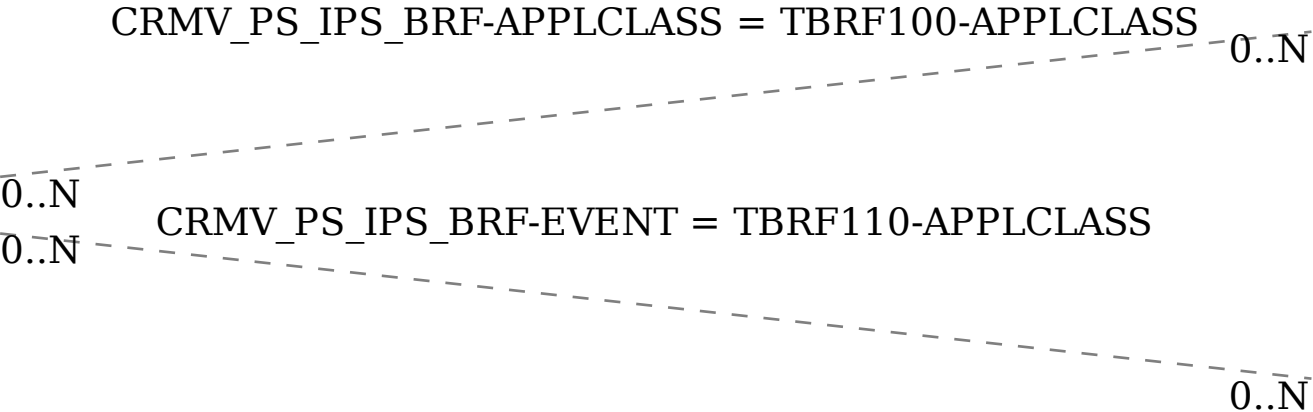 CRMV_PS_IPS_BRF-APPLCLASS = TBRF100-APPLCLASS
0..N
0..N
CRMV_PS_IPS_BRF-EVENT = TBRF110-APPLCLASS
0..N
0..N